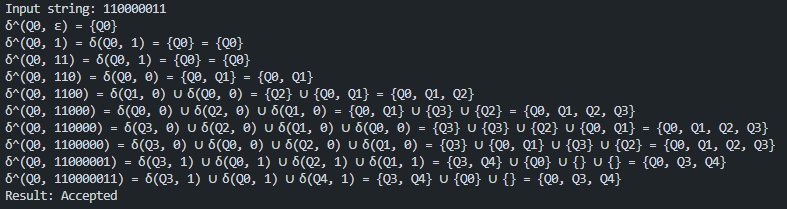 Input string: 110000011
δ^(Q0, ε) = {Q0}
δ^(Q0, 1) = δ(Q0, 1) = {Q0} = {Q0}
δ^(Q0, 11) = δ(Q0, 1) = {Q0} = {Q0}
δ^(Q0, 110) = δ(Q0, 0) = {Q0, Q1} = {Q0, Q1}
δ^(Q0, 1100) = δ(Q1, 0) ∪ δ(Q0, 0) = {Q2} ∪ {Q0, Q1} = {Q0, Q1, Q2}
δ^(Q0, 11000) = δ(Q0, 0) ∪ δ(Q2, 0) ∪ δ(Q1, 0) = {Q0, Q1} ∪ {Q3} ∪ {Q2} = {Q0, Q1, Q2, Q3}
δ^(Q0, 110000) = δ(Q3, 0) ∪ δ(Q2, 0) ∪ δ(Q1, 0) ∪ δ(Q0, 0) = {Q3} ∪ {Q3} ∪ {Q2} ∪ {Q0, Q1} = {Q0, Q1, Q2, Q3}
δ^(Q0, 1100000) = δ(Q3, 0) ∪ δ(Q0, 0) ∪ δ(Q2, 0) ∪ δ(Q1, 0) = {Q3} ∪ {Q0, Q1} ∪ {Q3} ∪ {Q2} = {Q0, Q1, Q2, Q3}
δ^(Q0, 11000001) = δ(Q3, 1) ∪ δ(Q0, 1) ∪ δ(Q2, 1) ∪ δ(Q1, 1) = {Q3, Q4} ∪ {Q0} ∪ {} ∪ {} = {Q0, Q3, Q4}
δ^(Q0, 110000011) = δ(Q3, 1) ∪ δ(Q0, 1) ∪ δ(Q4, 1) = {Q3, Q4} ∪ {Q0} ∪ {} = {Q0, Q3, Q4}
Result: Accepted